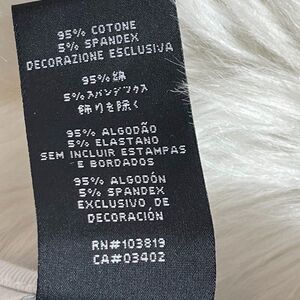 95% COTONE
5% SPANDEX
DECORAZIONE ESCLUSIVA
95% 綿
5% スパンデックス
飾りを除く
95% ALGODÃO
5% ELASTANO
SEM INCLUIR ESTAMPAS
E BORDADOS
95% ALGODÓN
5% SPANDEX
EXCLUSIVO DE
DECORACIÓN
RN#103819
CA#03402